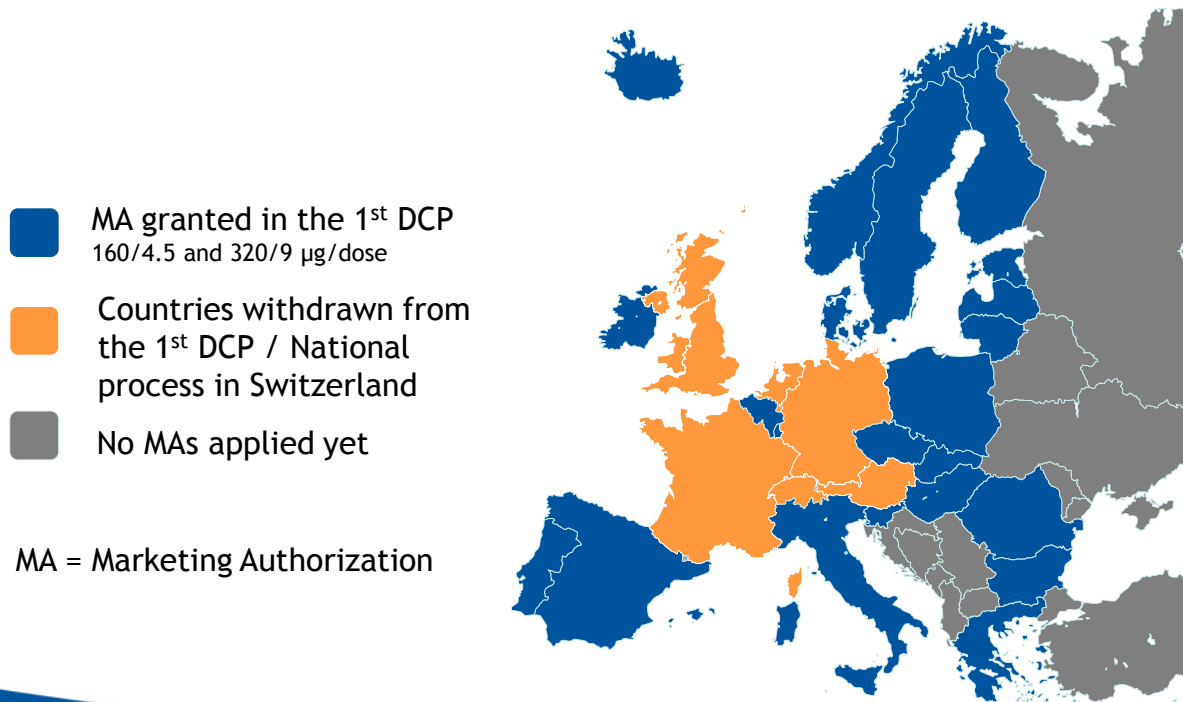 MA granted in the 1st DCP
160/4.5 and 320/9 µg/dose
Countries withdrawn from
the 1st DCP / National
process in Switzerland
No MAs applied yet
MA = Marketing Authorization